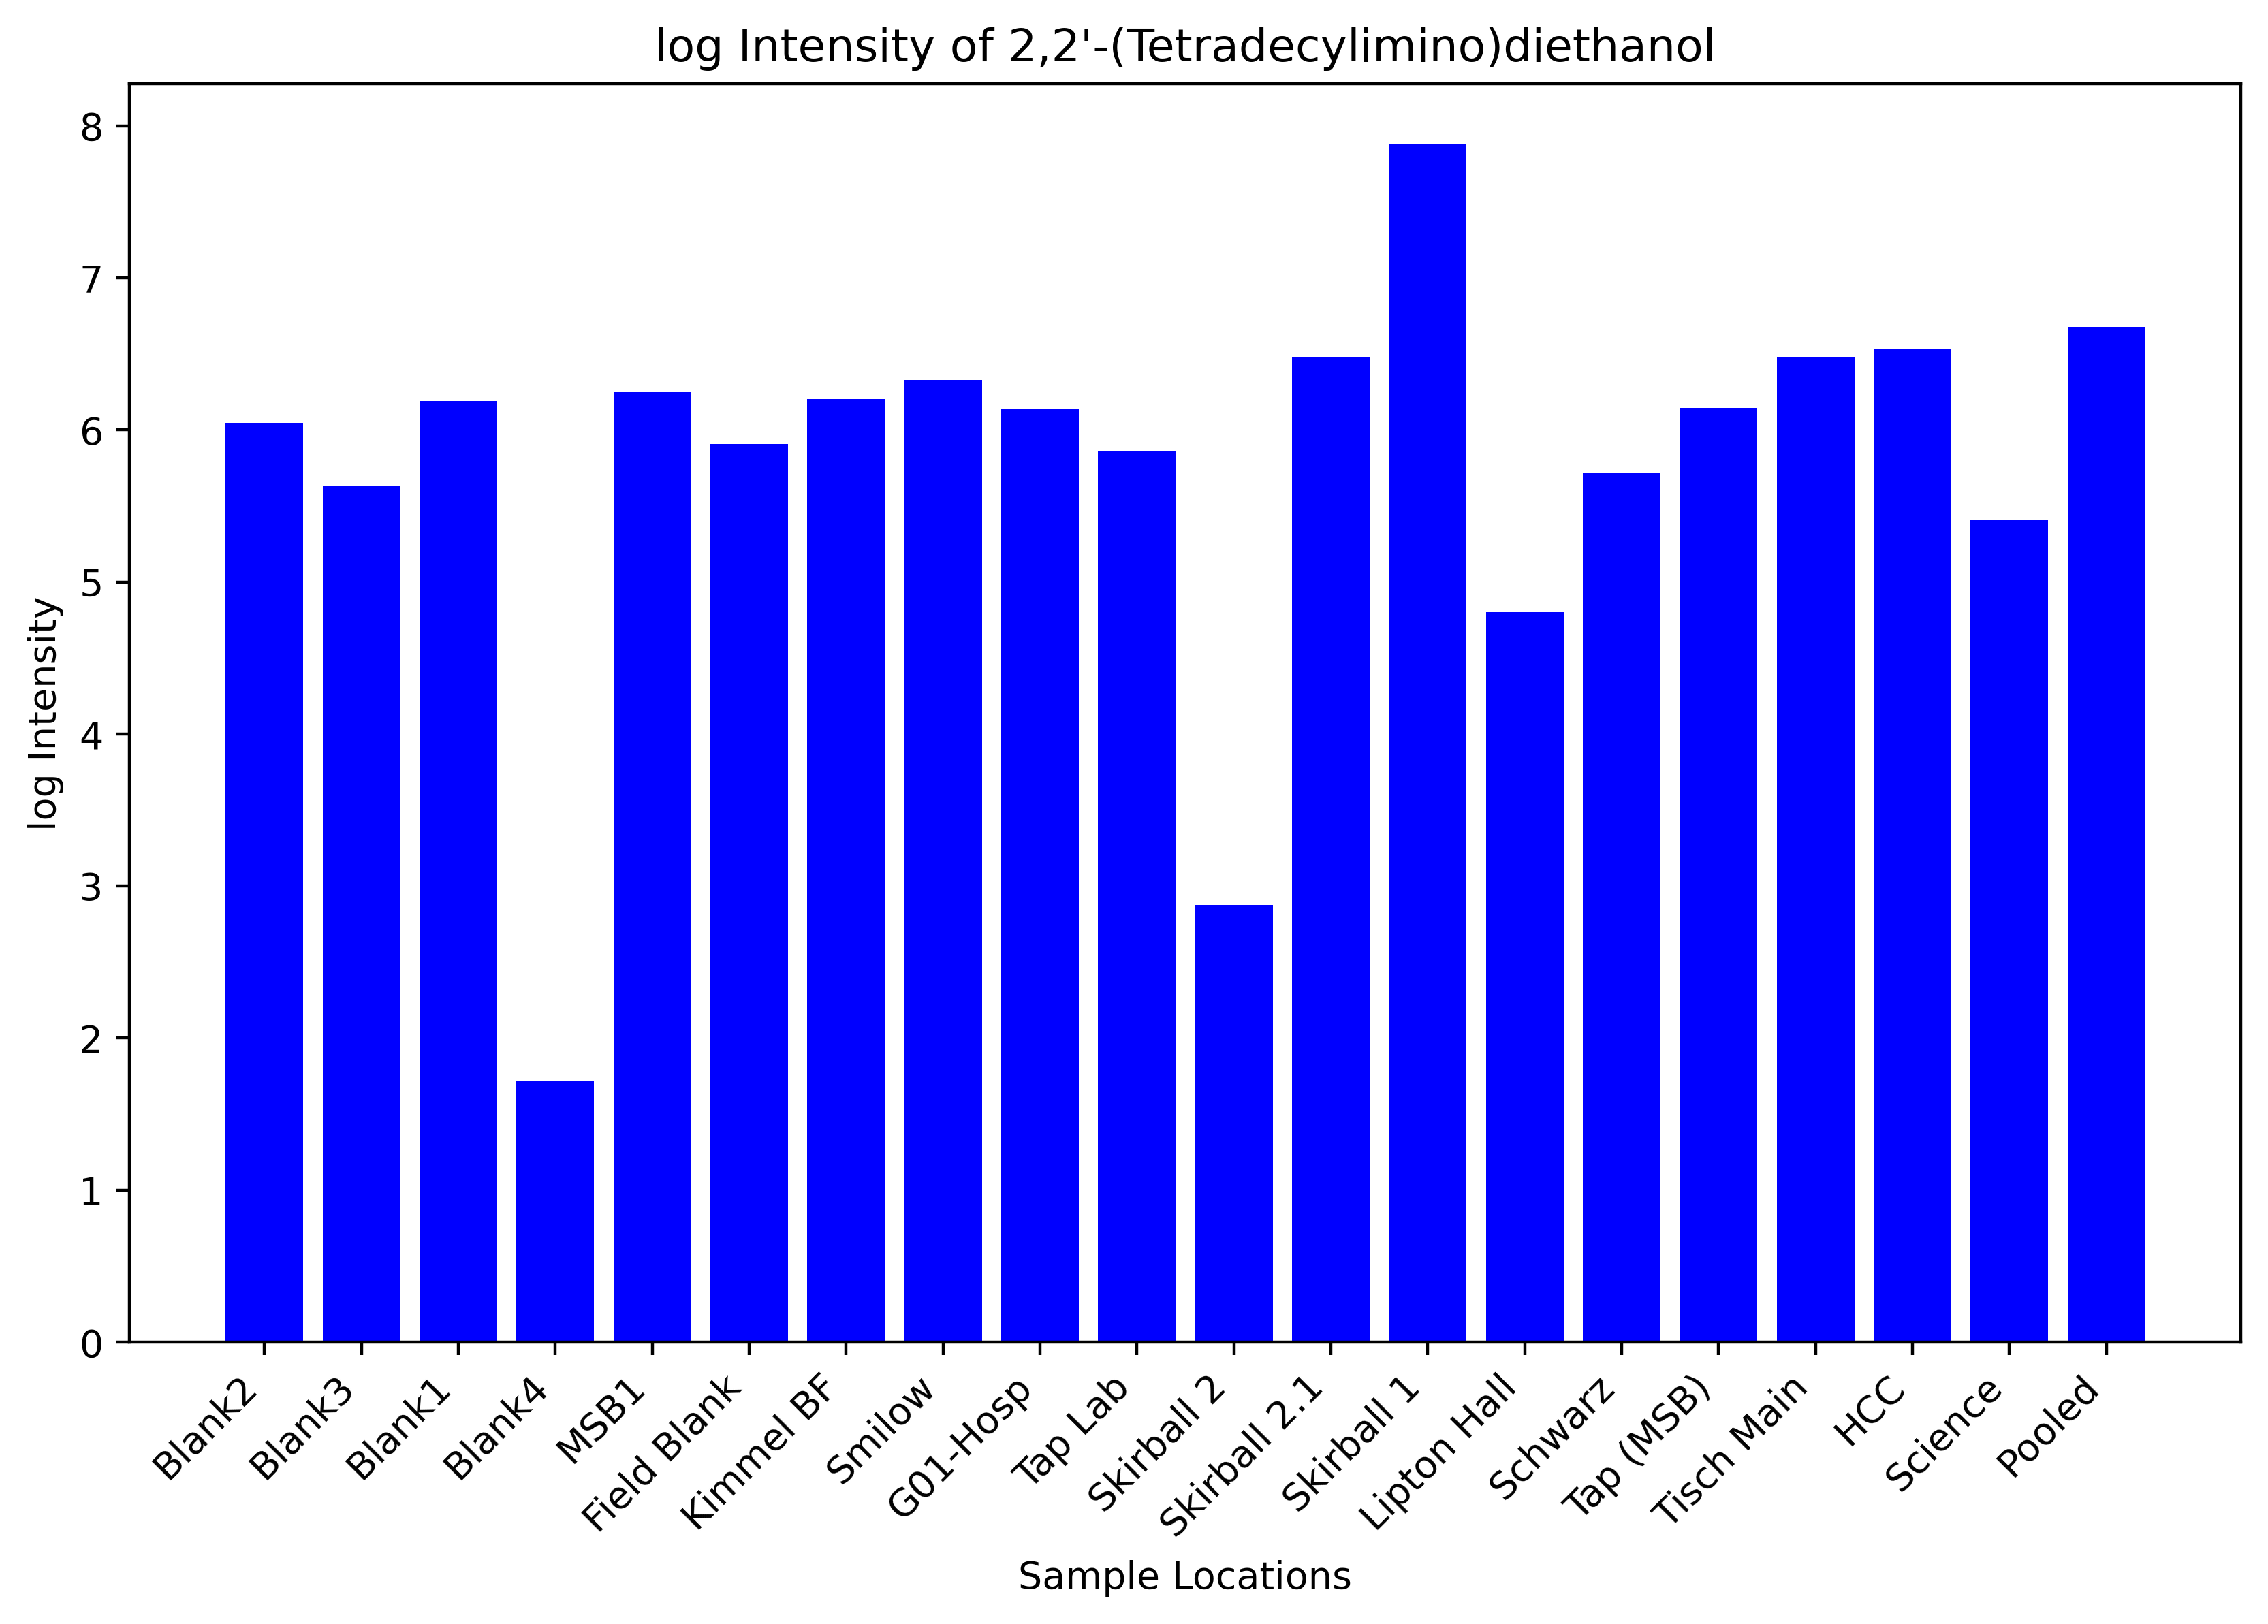 log Intensity of 2,2'-(Tetradecylimino)diethanol
log Intensity
8
7
6
5
4
3
2
1
0
Blank2
Blank3
Blank1
Blank4
MSB1
Field Blank
Kimmel BF
Smilow
G01-Hosp
Tap Lab
Skirball 2
Skirball 2.1
Skirball 1
Lipton Hall
Schwarz
Tap (MSB)
Tisch Main
HCC
Science
Pooled
Sample Locations